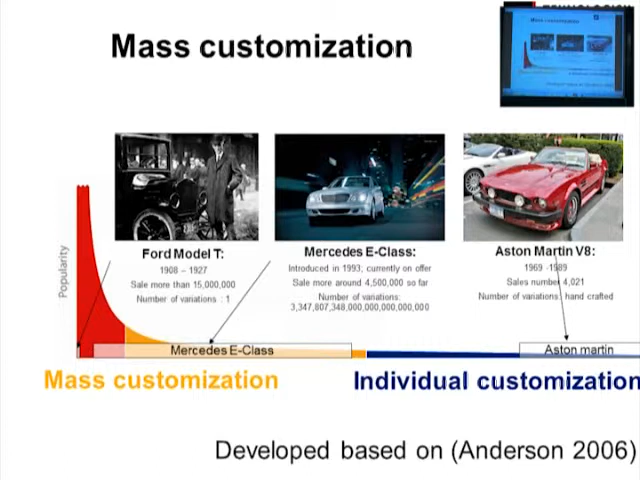 Mass customization
Popularity
Ford Model T:
1908 – 1927
Sale more than 15,000,000
Number of variations : 1
Mercedes E-Class:
Introduced in 1993; currently on offer
Sale more around 4,500,000 so far
Number of variations:
3,347,807,348,000,000,000,000,000
Aston Martin V8:
1969 -1989
Sales number 4,021
Number of variations: hand crafted
Mercedes E-Class
Aston martin
Mass customization
Individual customization
Developed based on (Anderson 2006)